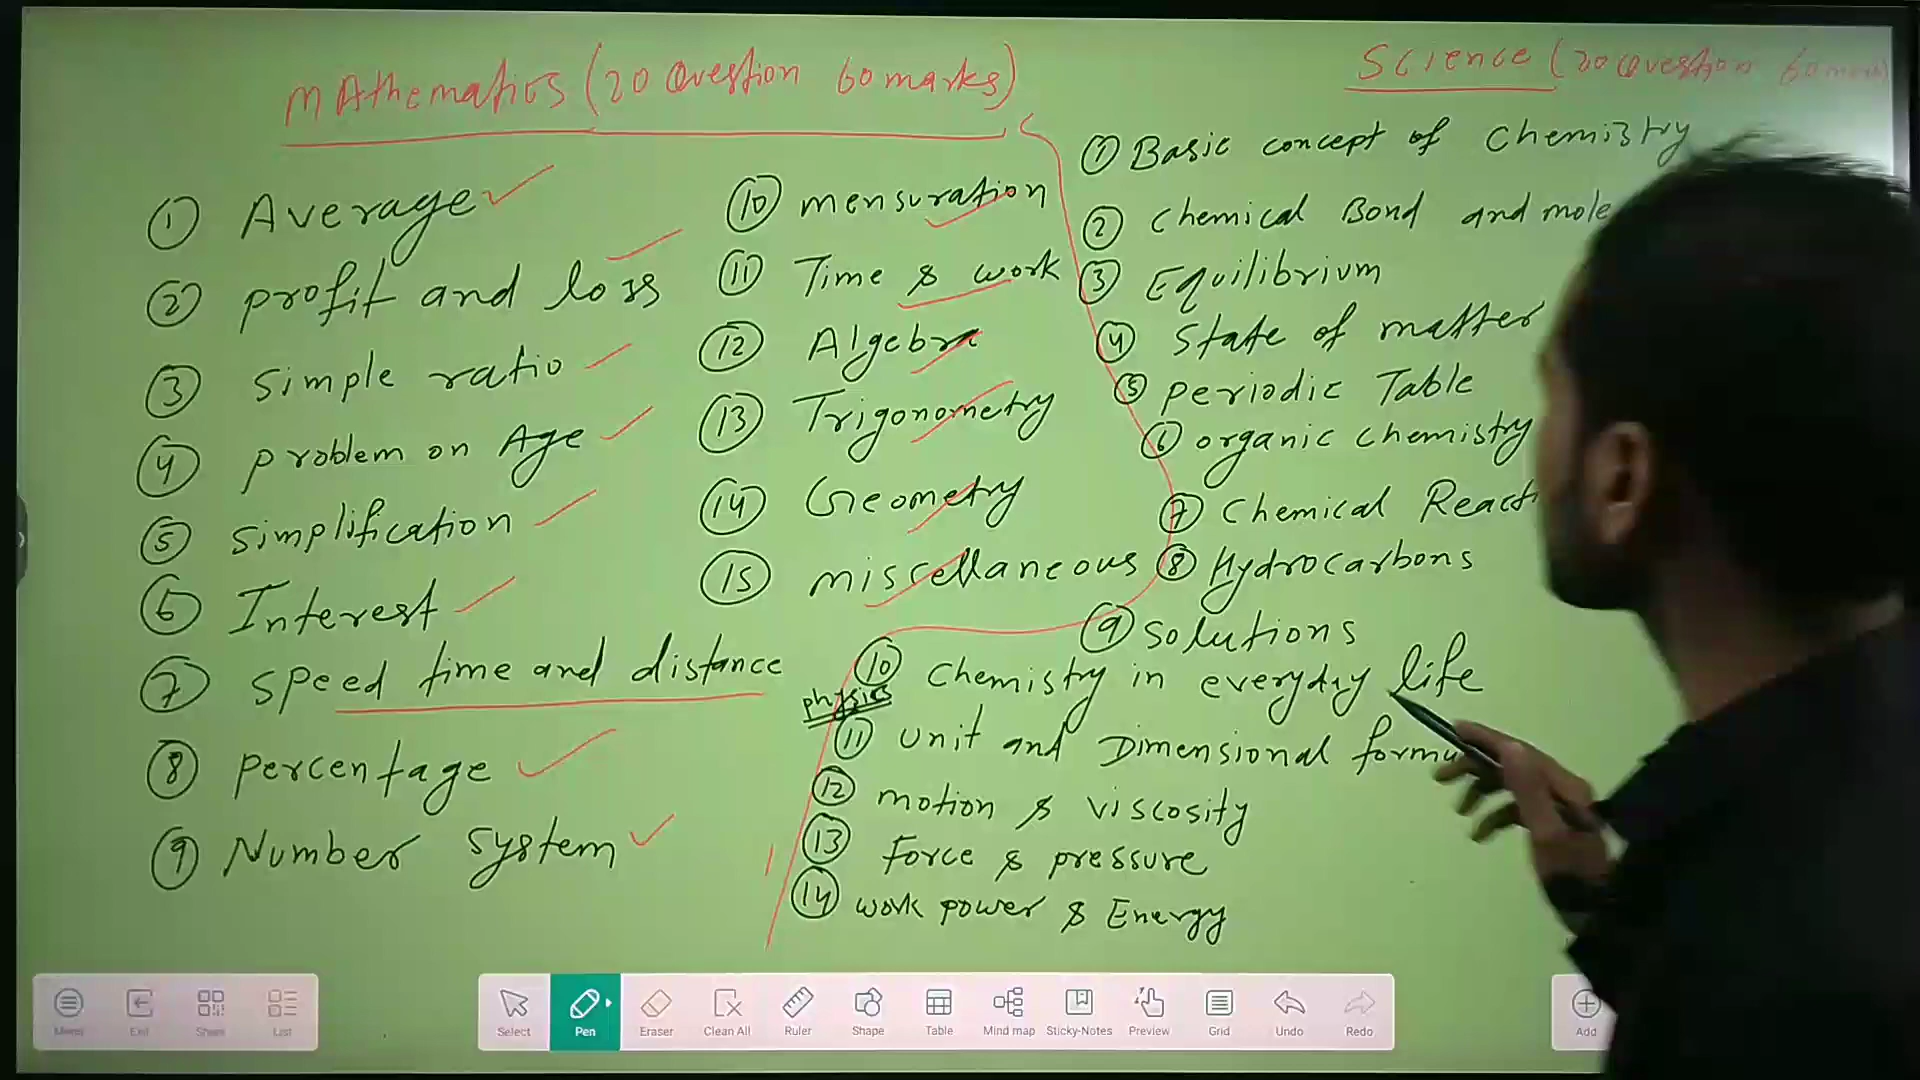 MAthematics (20 Question 60 marks)
① Average
② profit and loss
③ simple ratio
④ problem on Age
⑤ simplification
⑥ Interest
⑦ speed time and distance
⑧ percentage
⑨ Number system
⑩ mensuration
⑪ Time & work
⑫ Algebra
⑬ Trigonometry
⑭ Geometry
⑮ miscellaneous
Science (20 Question 60 marks)
① Basic concept of Chemistry
② Chemical Bond and mole
③ Equilibrium
④ State of matter
⑤ periodic Table
⑥ organic chemistry
⑦ Chemical React
⑧ Hydrocarbons
⑨ Solutions
⑩ Chemistry in everyday life
physics
⑪ Unit and Dimensional formu
⑫ motion & viscosity
⑬ Force & pressure
⑭ work power & Energy
Menu Exit Share List
Select Pen Eraser Clean All Ruler Shape Table Mind map Sticky-Notes Preview Grid Undo Redo
Add